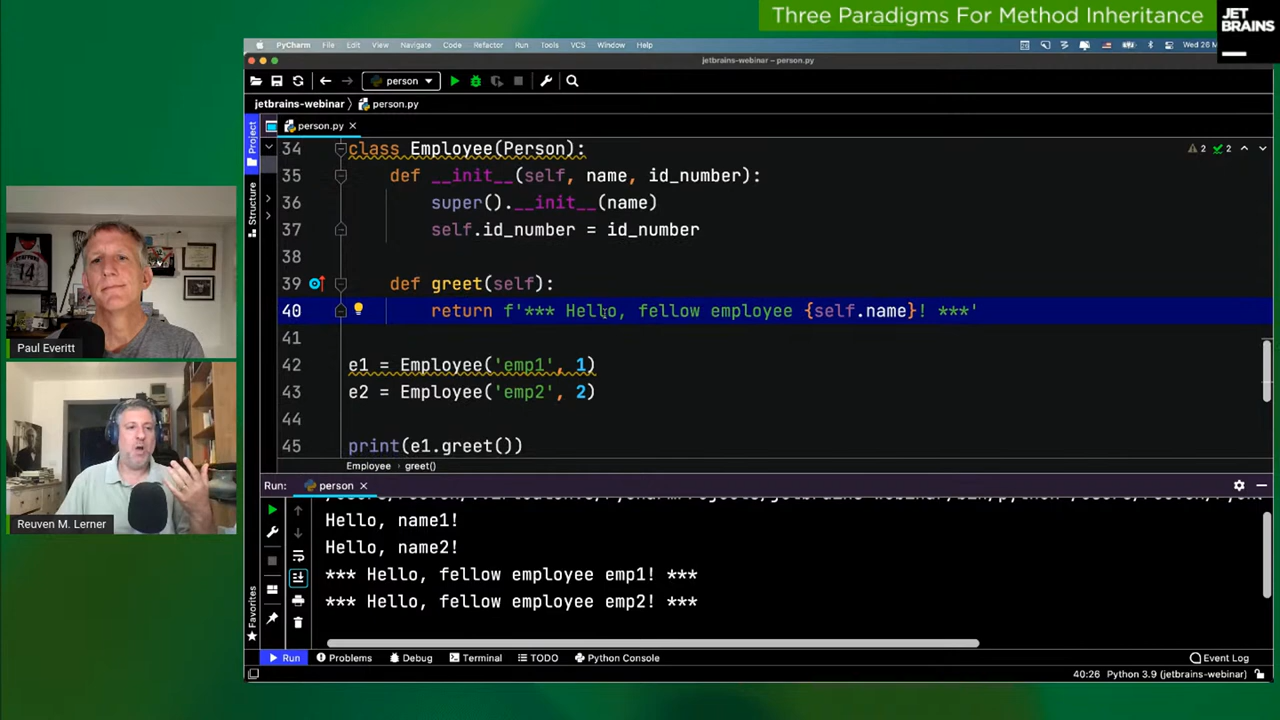 Three Paradigms For Method Inheritance
JET
BRAINS
PyCharm File Edit View Navigate Code Refactor Run Tools VCS Window Help
jetbrains-webinar – person.py
person
jetbrains-webinar person.py
Project
person.py
34 class Employee(Person):
2 2
35 def __init__(self, name, id_number):
36 super().__init__(name)
Structure
37 self.id_number = id_number
38
39 def greet(self):
40 return f'*** Hello, fellow employee {self.name}! ***'
41
42 e1 = Employee('emp1', 1)
43 e2 = Employee('emp2', 2)
44
45 print(e1.greet())
Employee greet()
14
Paul Everitt
Reuven M. Lerner
Run: person
Hello, name1!
Hello, name2!
*** Hello, fellow employee emp1! ***
*** Hello, fellow employee emp2! ***
Favorites
Run Problems Debug Terminal TODO Python Console Event Log
40:26 Python 3.9 (jetbrains-webinar)